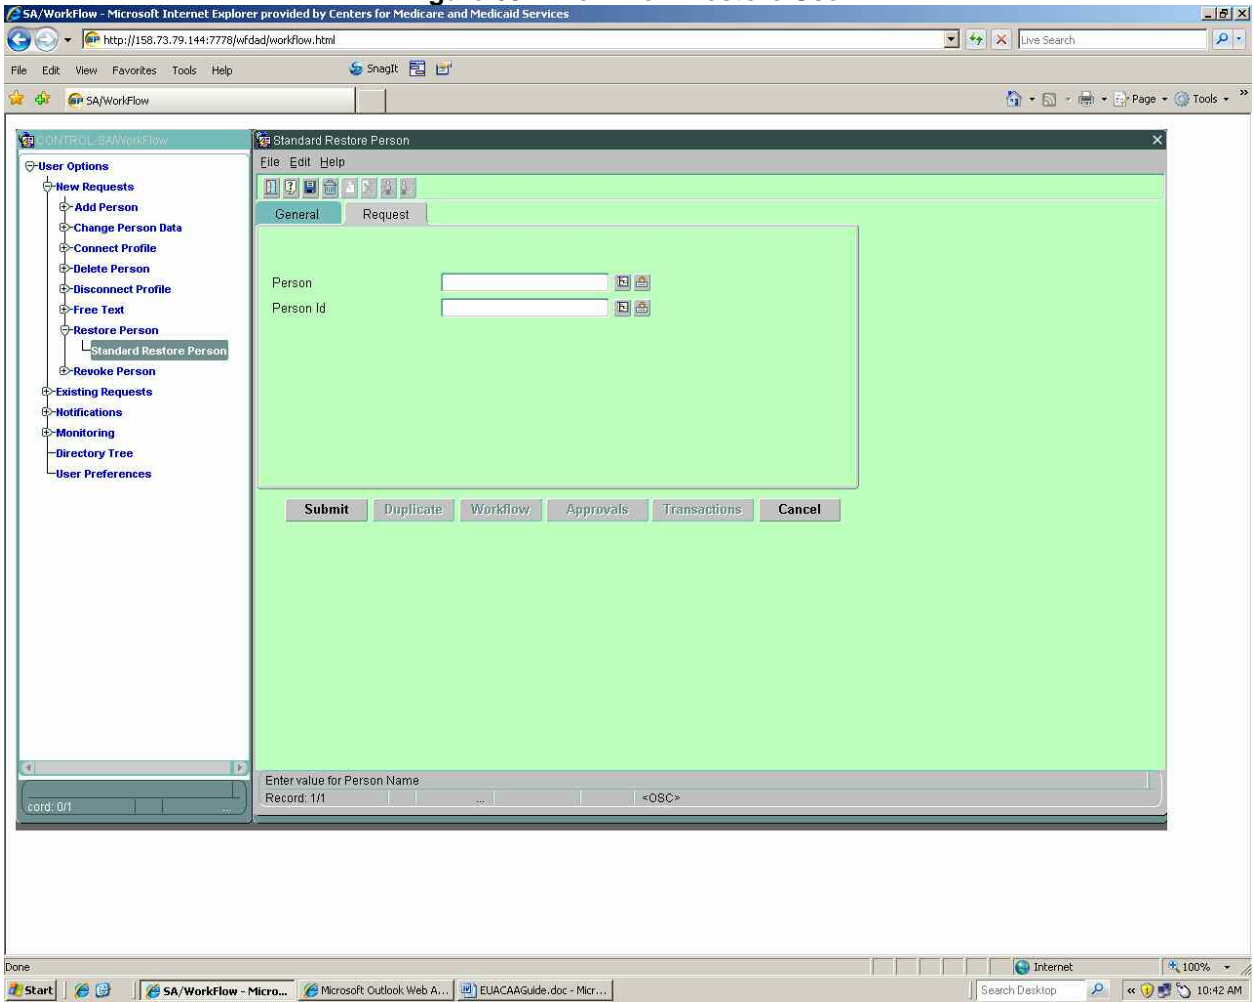 SA/WorkFlow - Microsoft Internet Explorer provided by Centers for Medicare and Medicaid Services
http://158.73.79.144:7778/wfdad/workflow.html
Live Search
File Edit View Favorites Tools Help
SnagIt
SA/WorkFlow
Page
Tools
CONTROL-SA/WorkFlow
User Options
New Requests
Add Person
Change Person Data
Connect Profile
Delete Person
Disconnect Profile
Free Text
Restore Person
Standard Restore Person
Revoke Person
Existing Requests
Notifications
Monitoring
Directory Tree
User Preferences
cord: 0/1 ...
Standard Restore Person
File Edit Help
General Request
Person
Person Id
Submit Duplicate Workflow Approvals Transactions Cancel
Enter value for Person Name
Record: 1/1 ... <OSC>
Done
Internet
100%
Start
SA/WorkFlow - Micro...
Microsoft Outlook Web A...
EUACAAGuide.doc - Micr...
Search Desktop
10:42 AM